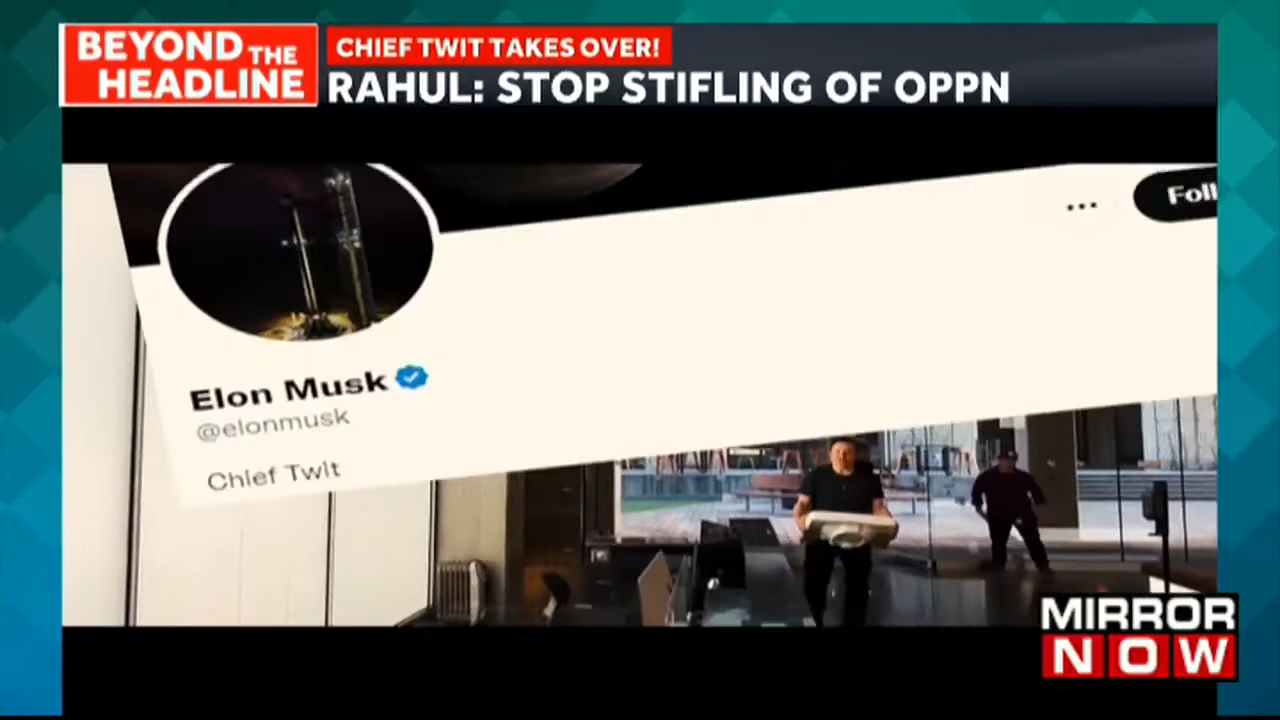 BEYOND THE
HEADLINE
CHIEF TWIT TAKES OVER!
RAHUL: STOP STIFLING OF OPPN
Foll
Elon Musk
@elonmusk
Chief Twit
MIRROR
NOW